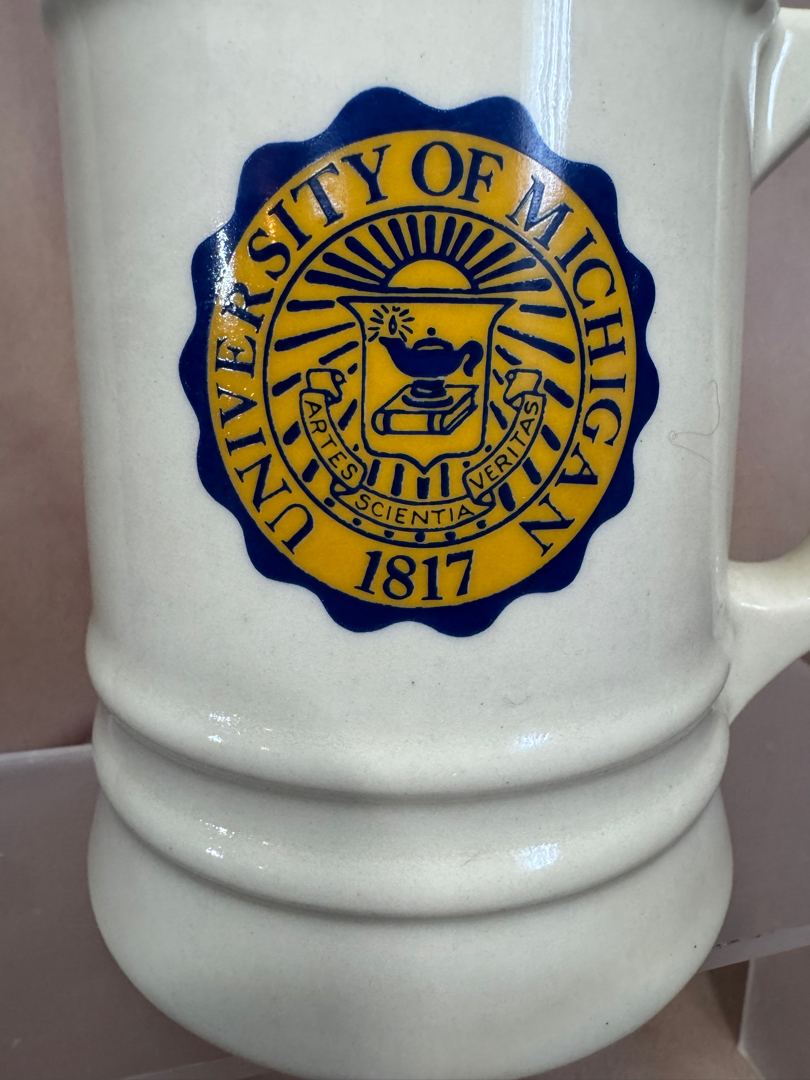 UNIVERSITY OF MICHIGAN
ARTES
SCIENTIA
VERITAS
1817